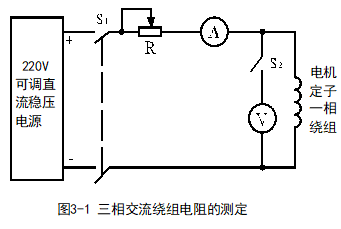 220V
可调直
流稳压
电源
+
-
S1
R
A
S2
V
电机
定子
一相
绕组
图3-1 三相交流绕组电阻的测定